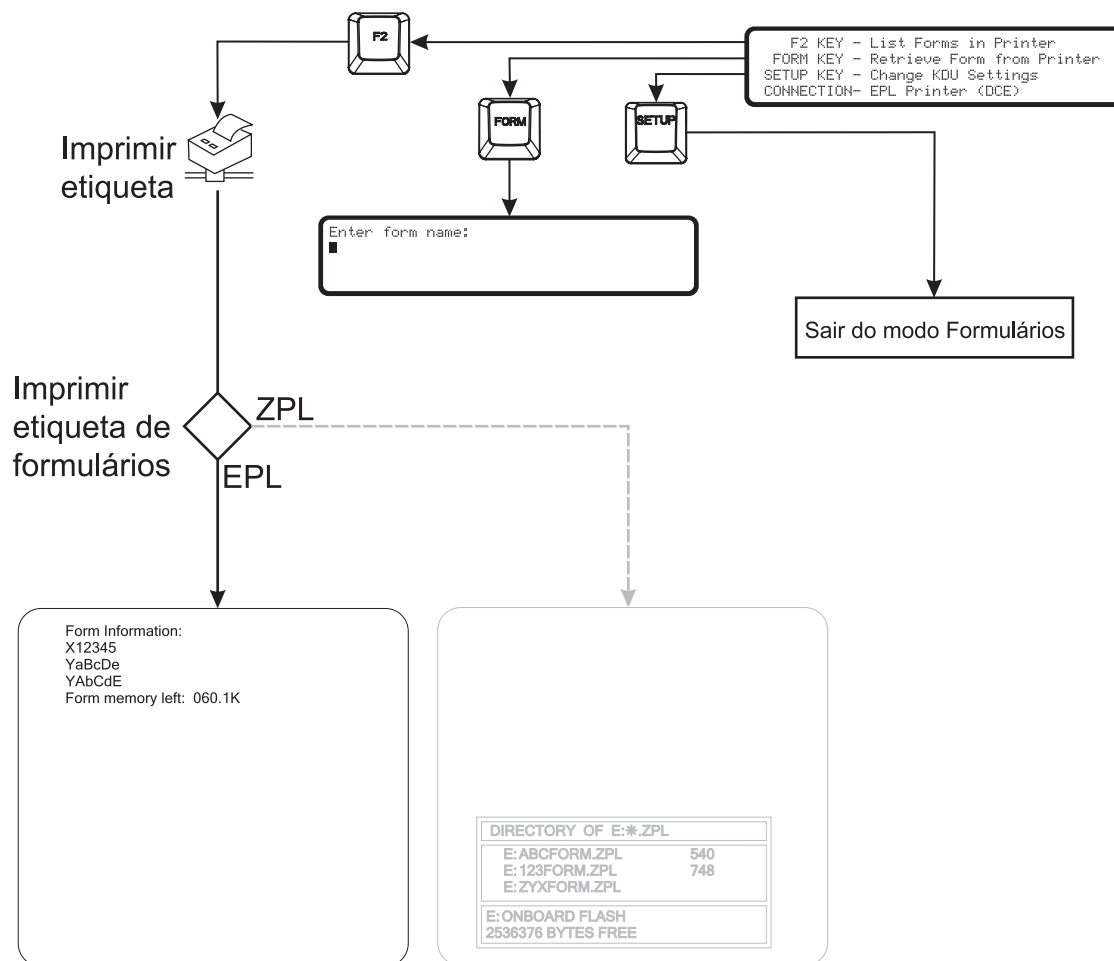 F2
F2 KEY - List Forms in Printer
FORM KEY - Retrieve Form from Printer
SETUP KEY - Change KDU Settings
CONNECTION- EPL Printer (DCE)
FORM
SETUP
Imprimir
etiqueta
Enter form name:
Sair do modo Formulários
Imprimir
etiqueta de
formulários
ZPL
EPL
Form Information:
X12345
YaBcDe
YAbCdE
Form memory left: 060.1K
DIRECTORY OF E:*.ZPL
E:ABCFORM.ZPL 540
E:123FORM.ZPL 748
E:ZYXFORM.ZPL
E:ONBOARD FLASH
2536376 BYTES FREE